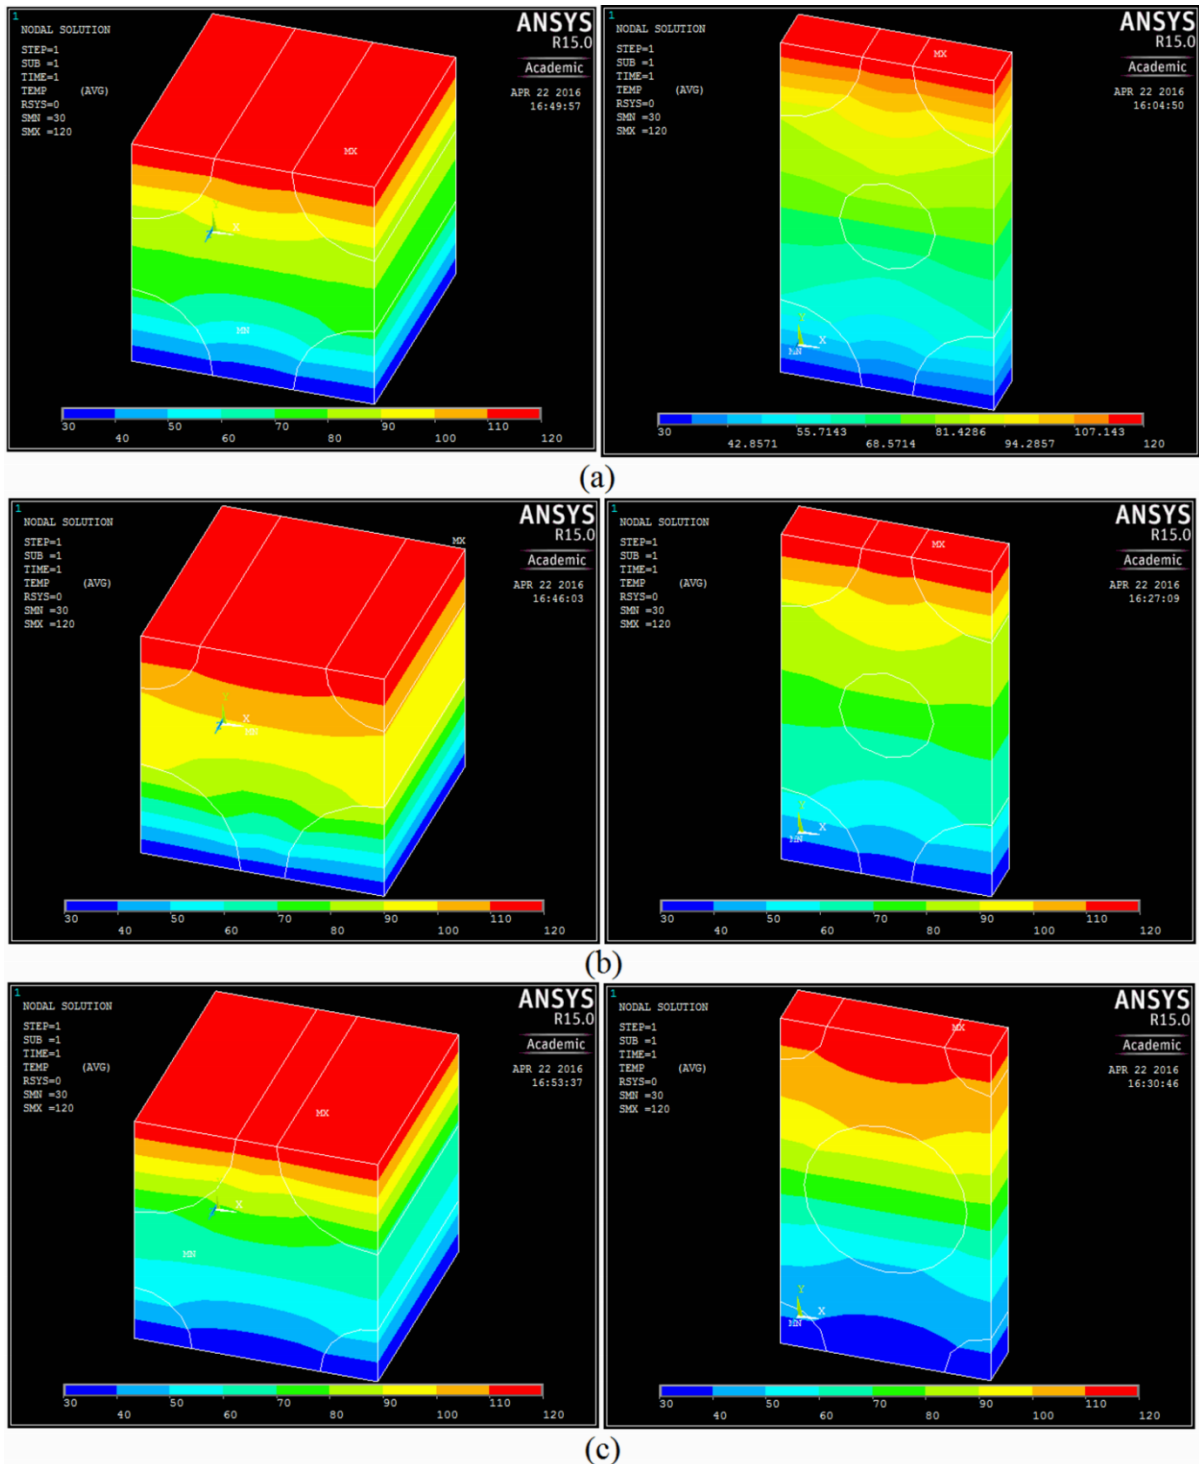 1
NODAL SOLUTION
STEP=1
SUB =1
TIME=1
TEMP (AVG)
RSYS=0
SMN =30
SMX =120
ANSYS
R15.0
Academic
APR 22 2016
16:49:57
MX
Y
X
MN
30 40 50 60 70 80 90 100 110 120
1
NODAL SOLUTION
STEP=1
SUB =1
TIME=1
TEMP (AVG)
RSYS=0
SMN =30
SMX =120
ANSYS
R15.0
Academic
APR 22 2016
16:04:50
MX
Y
X
MN
30 42.8571 55.7143 68.5714 81.4286 94.2857 107.143 120
(a)
1
NODAL SOLUTION
STEP=1
SUB =1
TIME=1
TEMP (AVG)
RSYS=0
SMN =30
SMX =120
ANSYS
R15.0
Academic
APR 22 2016
16:46:03
MX
Y
X
MN
30 40 50 60 70 80 90 100 110 120
1
NODAL SOLUTION
STEP=1
SUB =1
TIME=1
TEMP (AVG)
RSYS=0
SMN =30
SMX =120
ANSYS
R15.0
Academic
APR 22 2016
16:27:09
MX
Y
X
MN
30 40 50 60 70 80 90 100 110 120
(b)
1
NODAL SOLUTION
STEP=1
SUB =1
TIME=1
TEMP (AVG)
RSYS=0
SMN =30
SMX =120
ANSYS
R15.0
Academic
APR 22 2016
16:53:37
MX
Y
X
MN
30 40 50 60 70 80 90 100 110 120
1
NODAL SOLUTION
STEP=1
SUB =1
TIME=1
TEMP (AVG)
RSYS=0
SMN =30
SMX =120
ANSYS
R15.0
Academic
APR 22 2016
16:30:46
MX
Y
X
MN
30 40 50 60 70 80 90 100 110 120
(c)